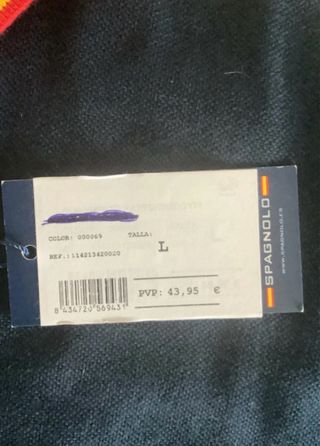 COLOR: 000069
TALLA:
L
REF.:114213420020
PVP: 43,95 €
8 434720 569431
SPAGNOLO
WWW.SPAGNOLO.ES